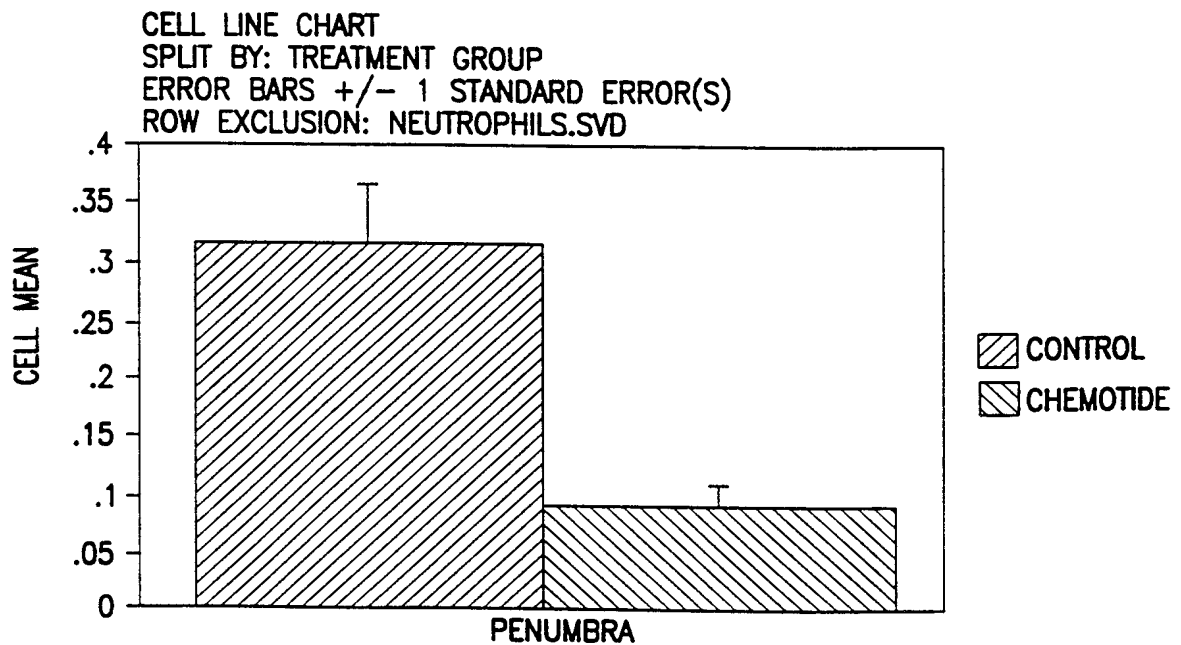 CELL LINE CHART
SPLIT BY: TREATMENT GROUP
ERROR BARS +/- 1 STANDARD ERROR(S)
ROW EXCLUSION: NEUTROPHILS.SVD
.4
.35
.3
.25
.2
.15
.1
.05
0
CELL MEAN
PENUMBRA
CONTROL
CHEMOTIDE